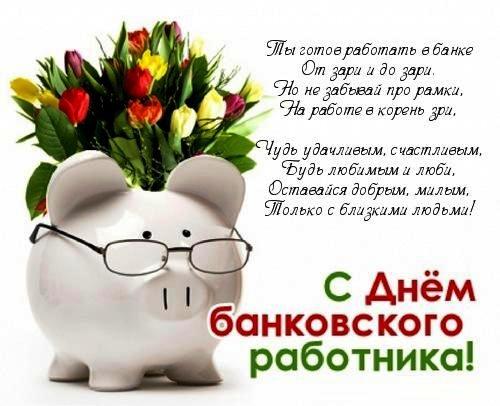 Ты готов работать в банке
От зари и до зари.
Но не забывай про рамки,
На работе в корень зри,
Чудь удачливым, счастливым,
Будь любимым и люби,
Оставайся добрым, милым,
Только с близкими людьми!
С Днём
банковского
работника!